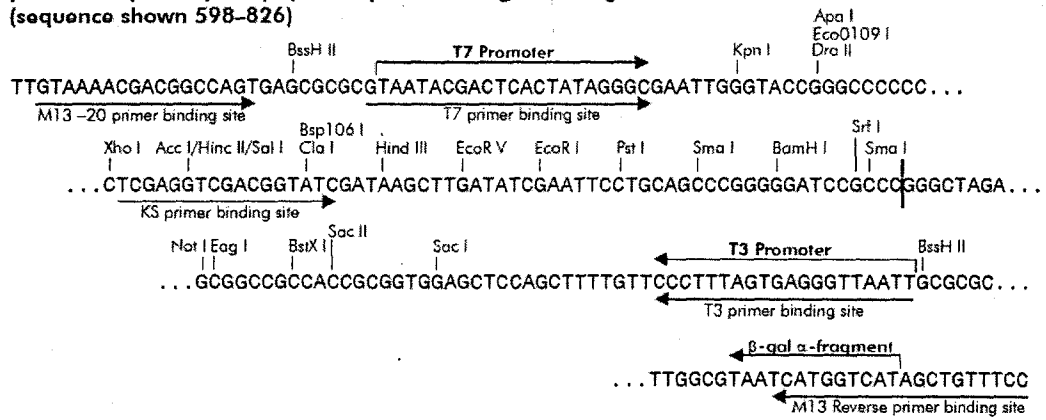 (sequence shown 598–826)
Apa I
Eco0109 I
BssH II T7 Promoter Kpn I Dra II
TTGTAAAACGACGGCCAGTGAGCGCGCGTAATACGACTCACTATAGGGCGAATTGGGTACCGGGCCCCCC...
M13 –20 primer binding site T7 primer binding site
Bsp106 I Srf I
Xho I Acc I/Hinc II/Sal I Cla I Hind III EcoR V EcoR I Pst I Sma I BamH I Sma I
...CTCGAGGTCGACGGTATCGATAAGCTTGATATCGAATTCCTGCAGCCCGGGGGATCCGCCCGGGCTAGA...
KS primer binding site
Not I Eag I BstX I Sac II Sac I T3 Promoter BssH II
...GCGGCCGCCACCGCGGTGGAGCTCCAGCTTTTGTTCCCTTTAGTGAGGGTTAATTGCGCGC...
T3 primer binding site
β-gal α-fragment
...TTGGCGTAATCATGGTCATAGCTGTTTCC
M13 Reverse primer binding site